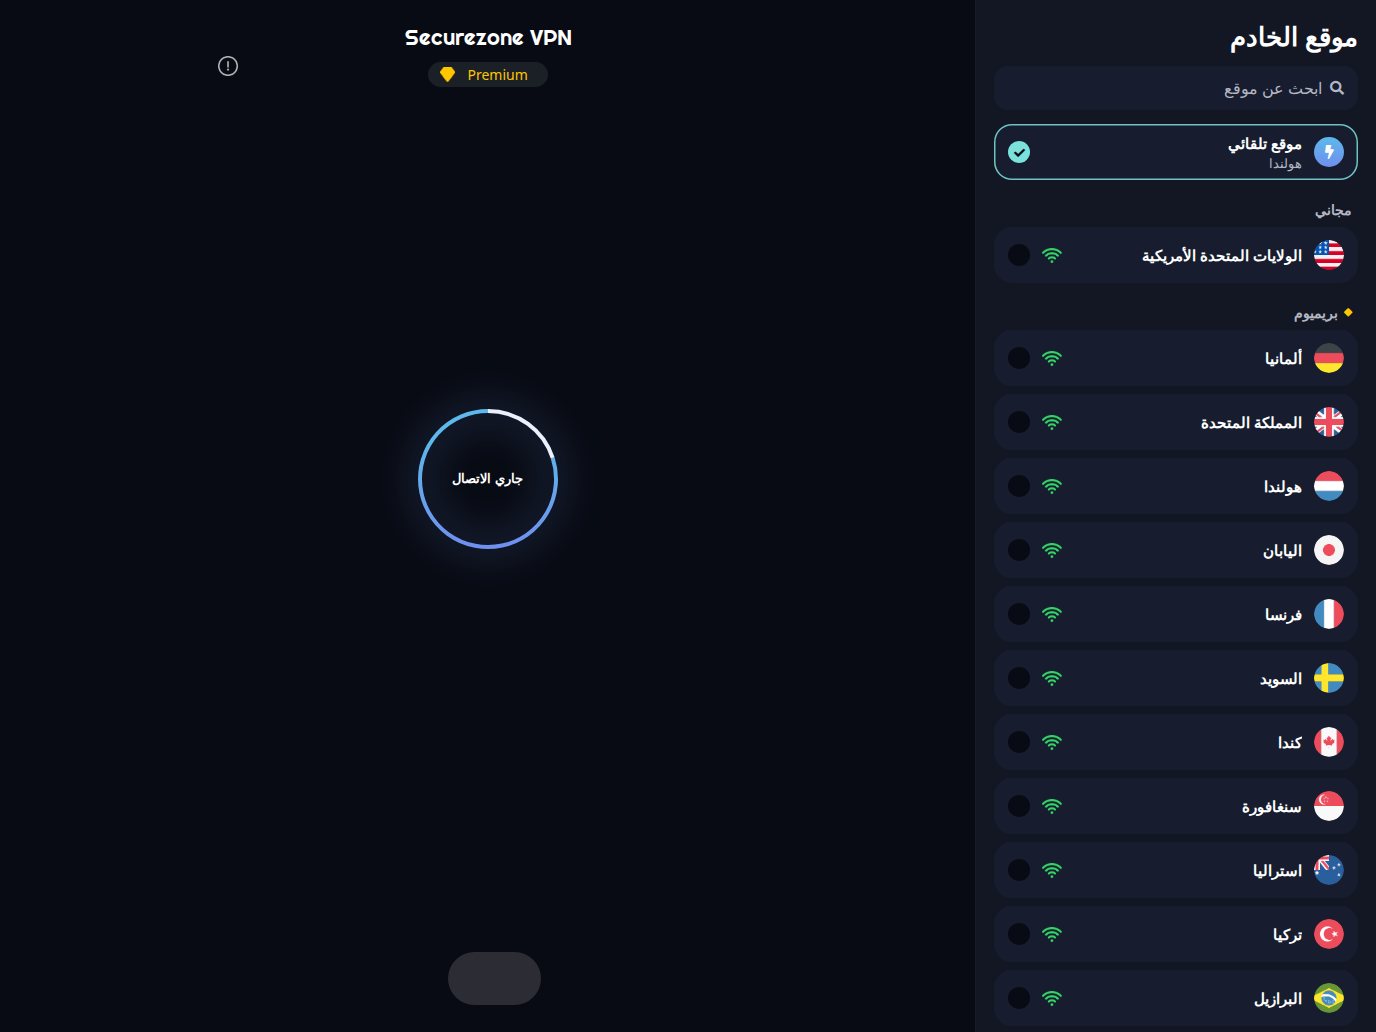 Securezone VPN
Premium
جاري الاتصال
موقع الخادم
ابحث عن موقع
موقع تلقائي
هولندا
مجاني
الولايات المتحدة الأمريكية
بريميوم
ألمانيا
المملكة المتحدة
هولندا
اليابان
فرنسا
السويد
كندا
سنغافورة
استراليا
تركيا
البرازيل